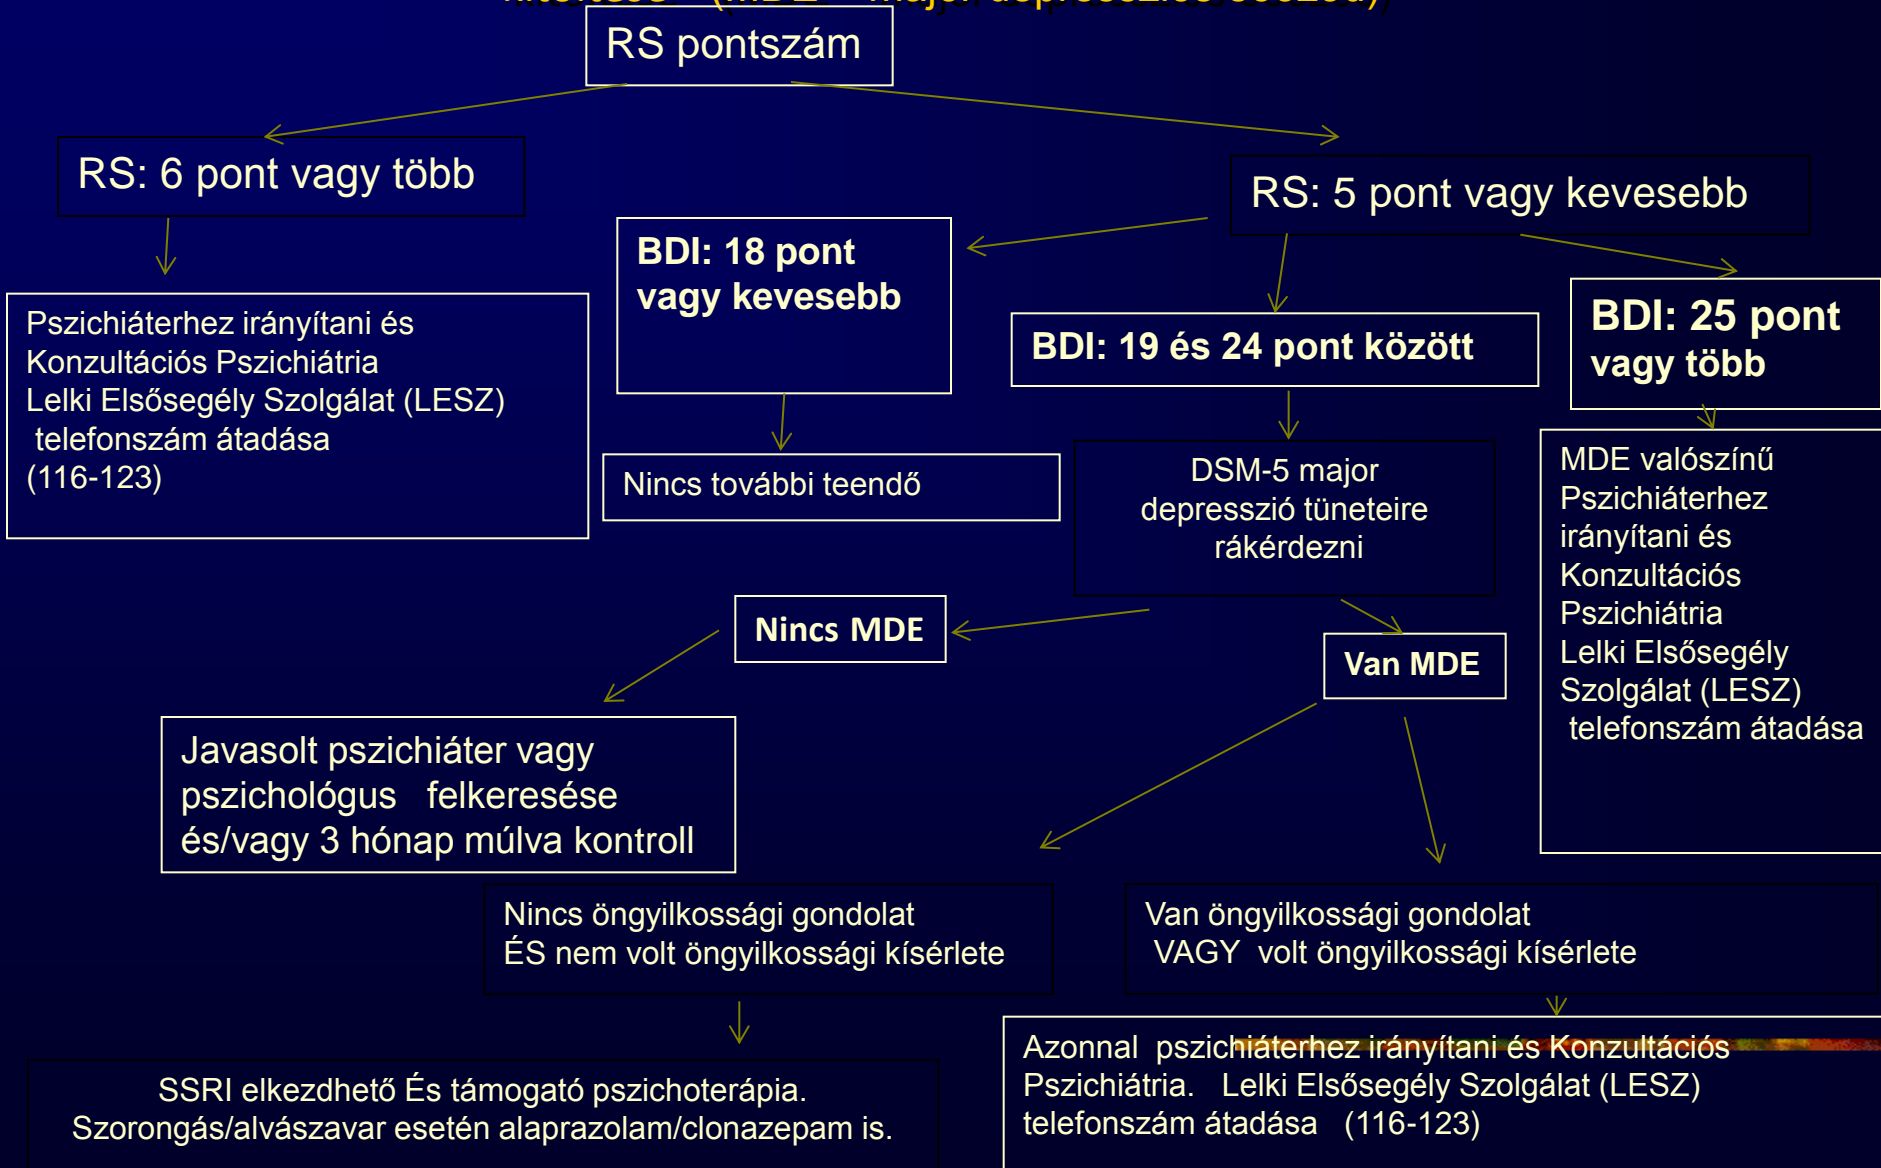 (MDE major depressziós epizód)
RS pontszám
RS: 6 pont vagy több
RS: 5 pont vagy kevesebb
Pszichiáterhez irányítani és
Konzultációs Pszichiátria
Lelki Elsősegély Szolgálat (LESZ)
telefonszám átadása
(116-123)
BDI: 18 pont
vagy kevesebb
BDI: 19 és 24 pont között
BDI: 25 pont
vagy több
Nincs további teendő
DSM-5 major
depresszió tüneteire
rákérdezni
MDE valószínű
Pszichiáterhez
irányítani és
Konzultációs
Pszichiátria
Lelki Elsősegély
Szolgálat (LESZ)
telefonszám átadása
Nincs MDE
Van MDE
Javasolt pszichiáter vagy
pszichológus felkeresése
és/vagy 3 hónap múlva kontroll
Nincs öngyilkossági gondolat
ÉS nem volt öngyilkossági kísérlete
Van öngyilkossági gondolat
VAGY volt öngyilkossági kísérlete
SSRI elkezdhető És támogató pszichoterápia.
Szorongás/alvászavar esetén alaprazolam/clonazepam is.
Azonnal pszichiáterhez irányítani és Konzultációs
Pszichiátria. Lelki Elsősegély Szolgálat (LESZ)
telefonszám átadása (116-123)